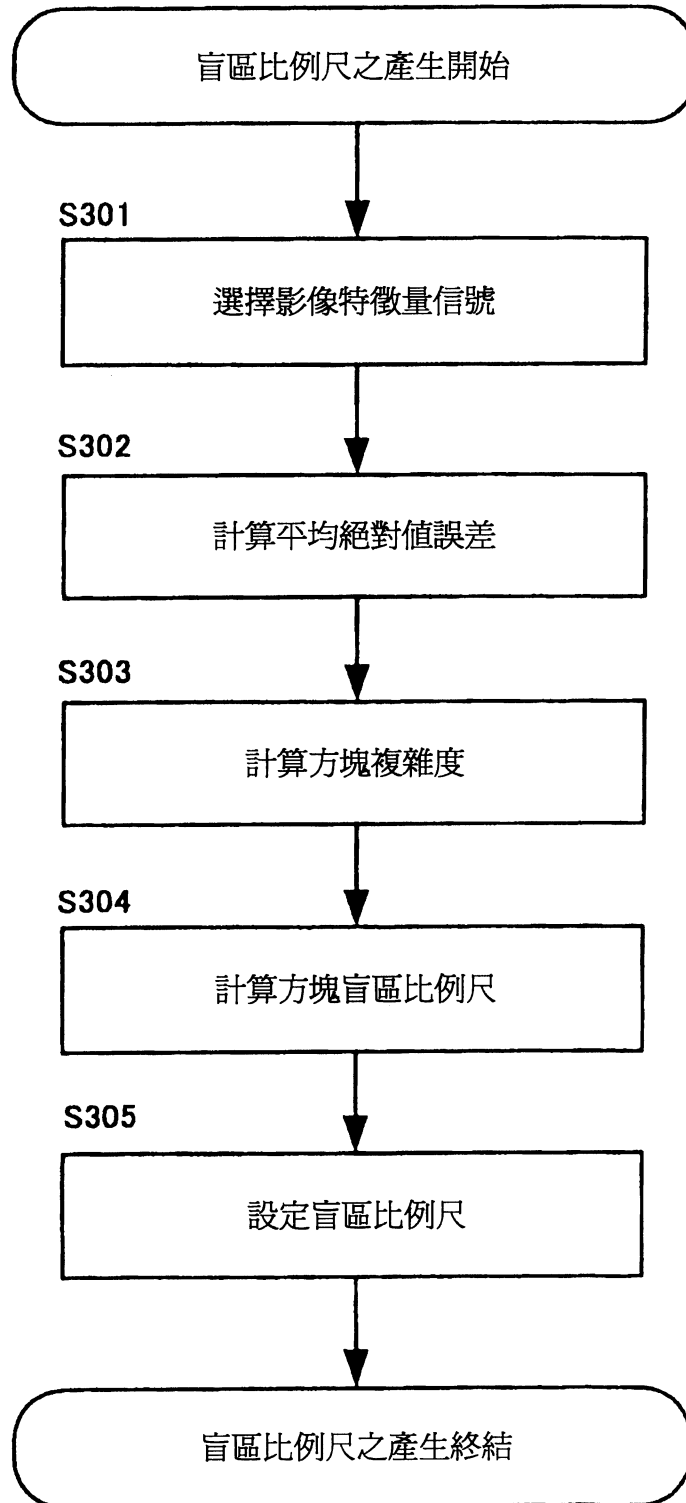 盲區比例尺之產生開始
S301
選擇影像特徵量信號
S302
計算平均絕對值誤差
S303
計算方塊複雜度
S304
計算方塊盲區比例尺
S305
設定盲區比例尺
盲區比例尺之產生終結